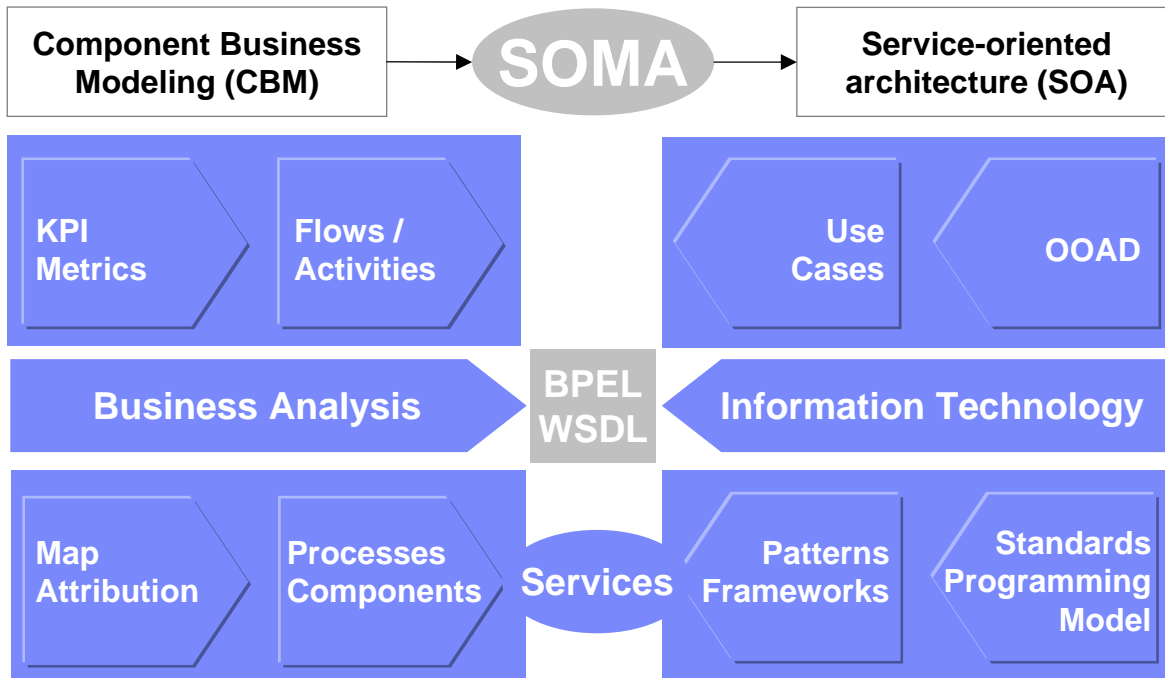 Component Business
Modeling (CBM)
SOMA
Service-oriented
architecture (SOA)
KPI
Metrics
Flows /
Activities
Use
Cases
OOAD
Business Analysis
BPEL
WSDL
Information Technology
Map
Attribution
Processes
Components
Services
Patterns
Frameworks
Standards
Programming
Model